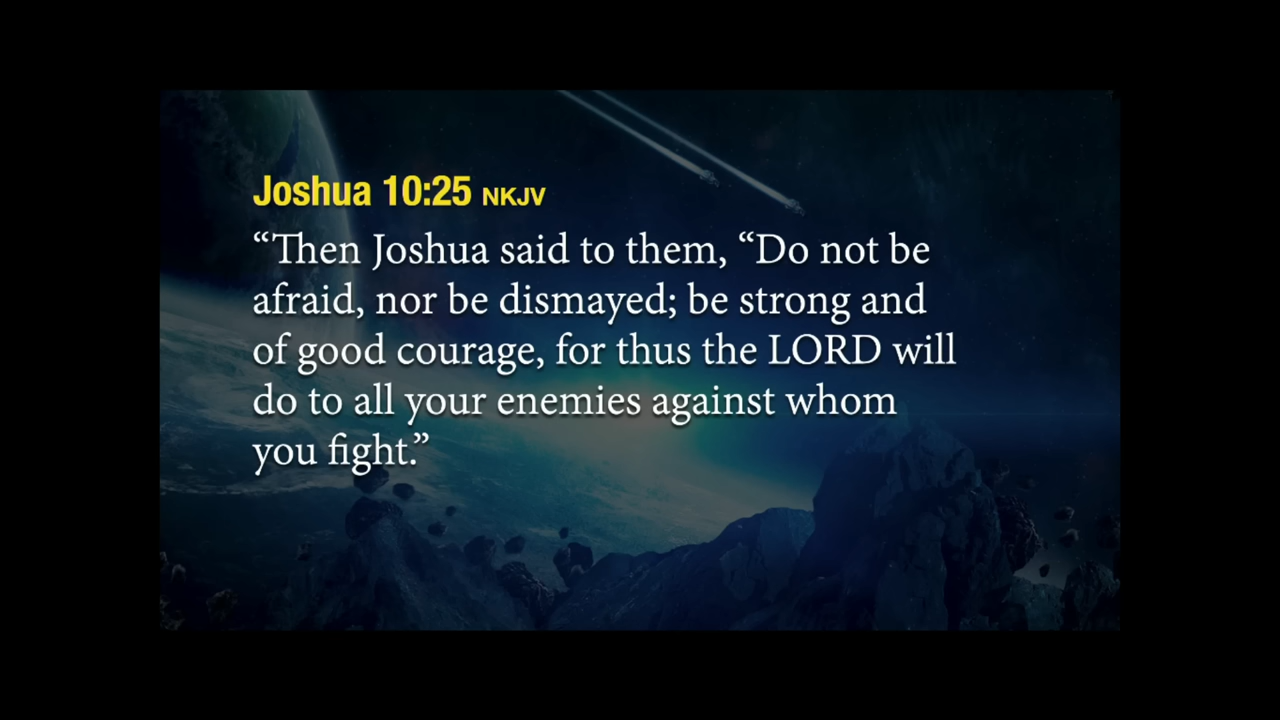 Joshua 10:25 NKJV
“Then Joshua said to them, “Do not be
afraid, nor be dismayed; be strong and
of good courage, for thus the LORD will
do to all your enemies against whom
you fight.”